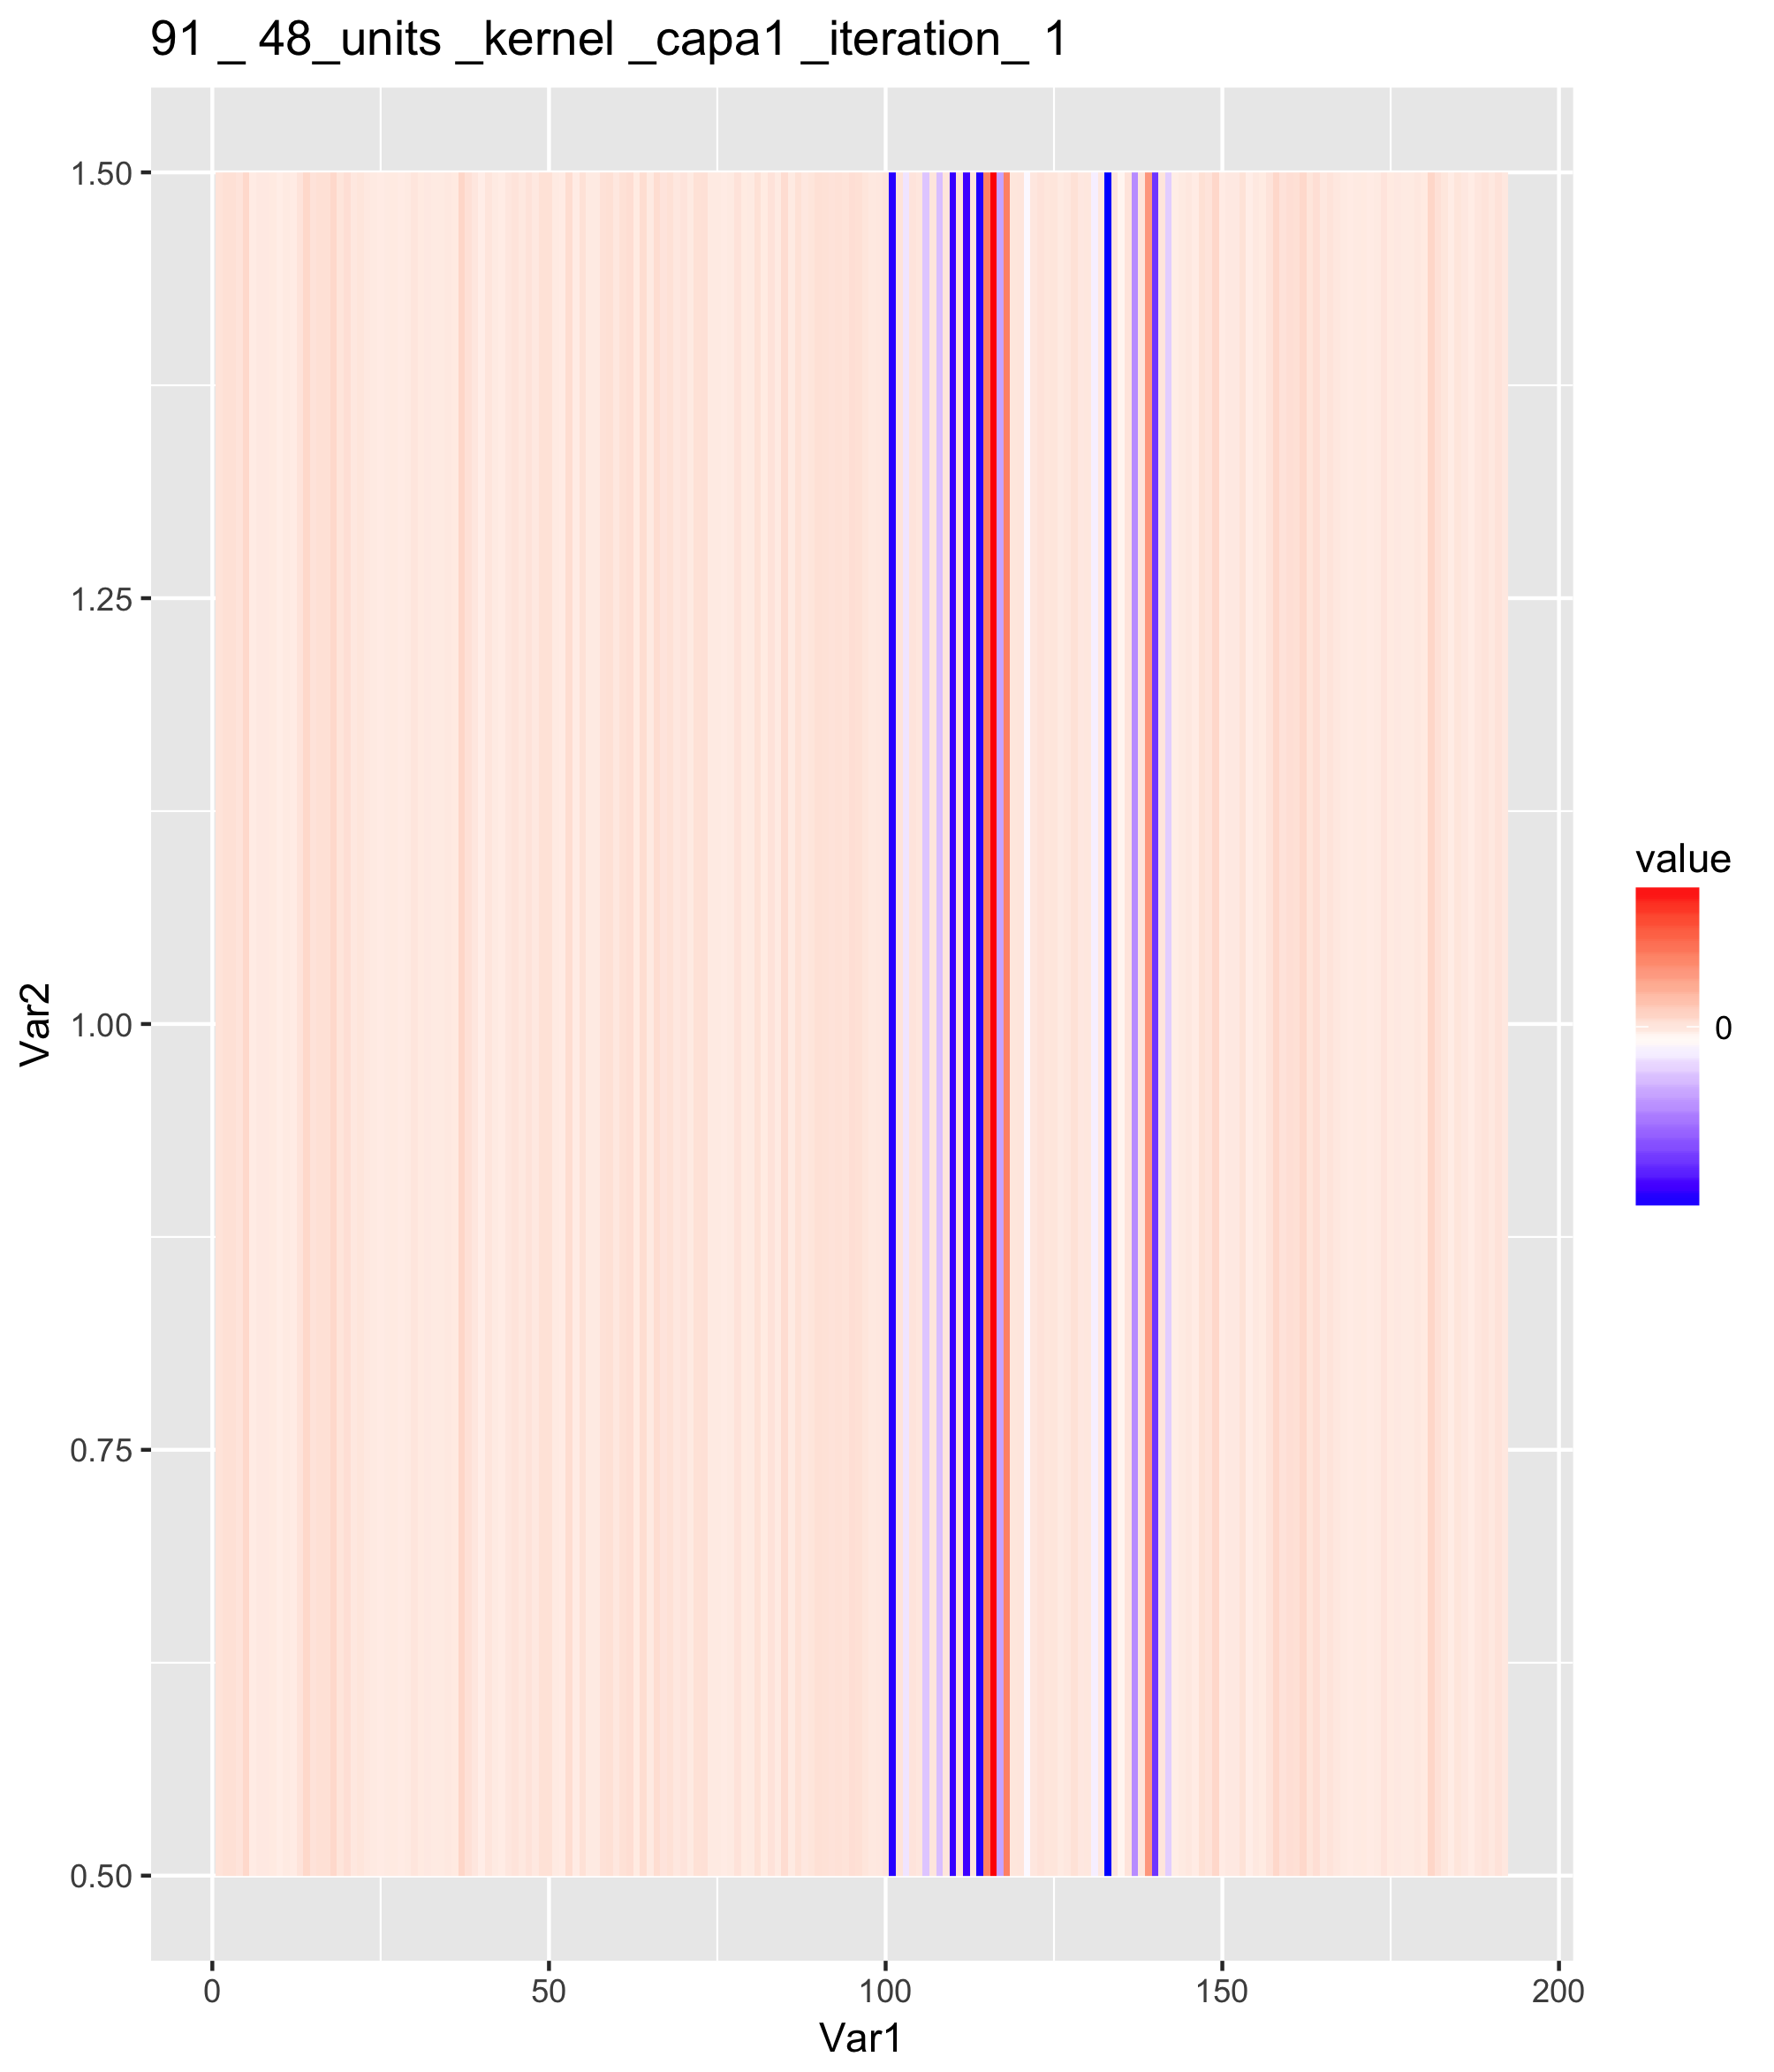 91 _ 48_units _kernel _capa1 _iteration_ 1
1.50
1.25
1.00
0.75
0.50
Var2
0
50
100
150
200
Var1
value
0